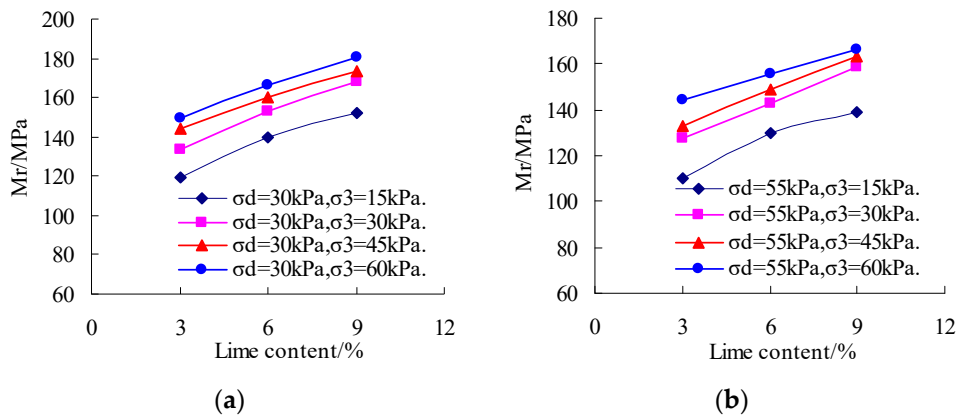 200
180
160
140
120
100
80
60
Mr/MPa
σd=30kPa,σ3=15kPa.
σd=30kPa,σ3=30kPa.
σd=30kPa,σ3=45kPa.
σd=30kPa,σ3=60kPa.
0 3 6 9 12
Lime content/%
(a)
180
160
140
120
100
80
60
Mr/MPa
σd=55kPa,σ3=15kPa.
σd=55kPa,σ3=30kPa.
σd=55kPa,σ3=45kPa.
σd=55kPa,σ3=60kPa.
0 3 6 9 12
Lime content/%
(b)